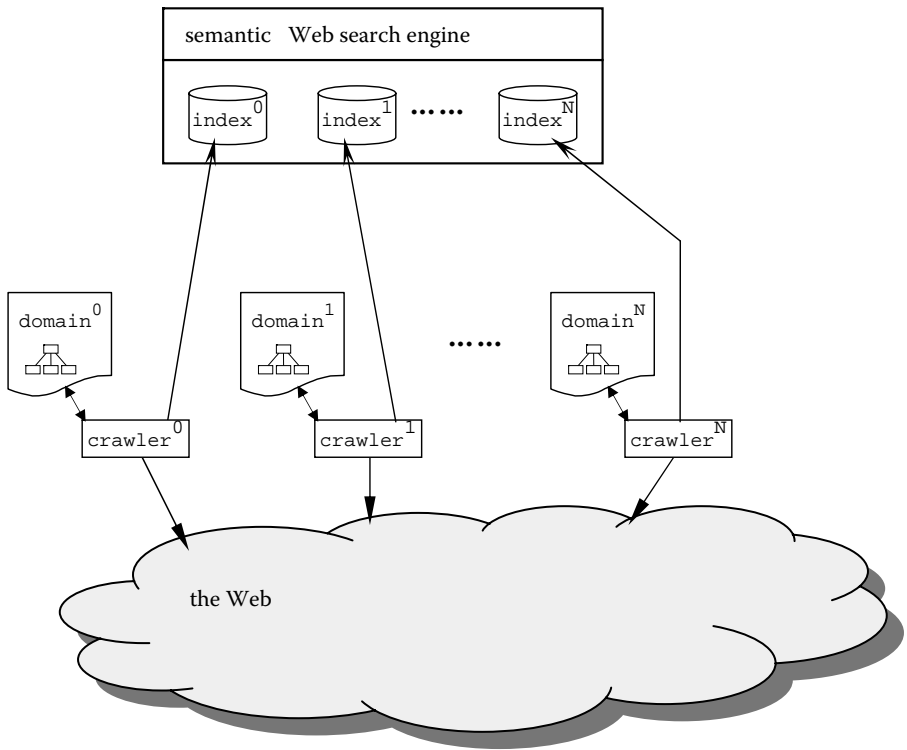 semantic Web search engine
index0 index1 ...... indexN
domain0 domain1 ...... domainN
crawler0 crawler1 crawlerN
the Web